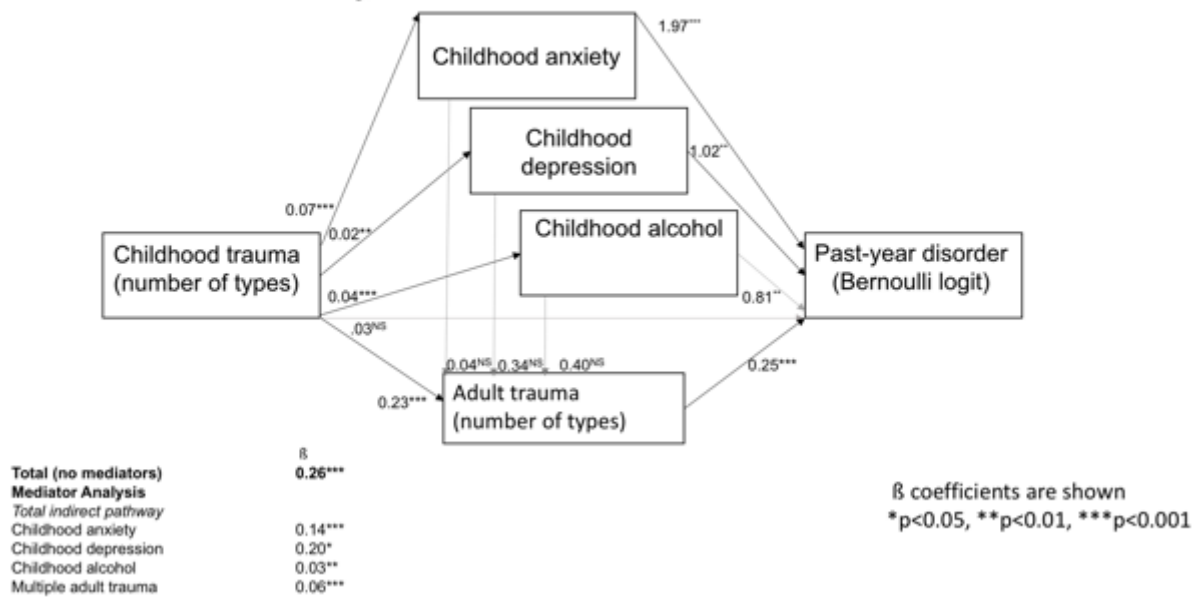 1.97***
Childhood anxiety
Childhood
depression
1.02**
0.07***
0.02**
Childhood alcohol
Childhood trauma
(number of types)
Past-year disorder
(Bernoulli logit)
0.04***
0.81**
.03NS
0.04NS 0.34NS 0.40NS
0.25***
0.23***
Adult trauma
(number of types)
ß
Total (no mediators) 0.26***
Mediator Analysis
Total indirect pathway
Childhood anxiety 0.14***
Childhood depression 0.20*
Childhood alcohol 0.03**
Multiple adult trauma 0.06***
ß coefficients are shown
*p<0.05, **p<0.01, ***p<0.001